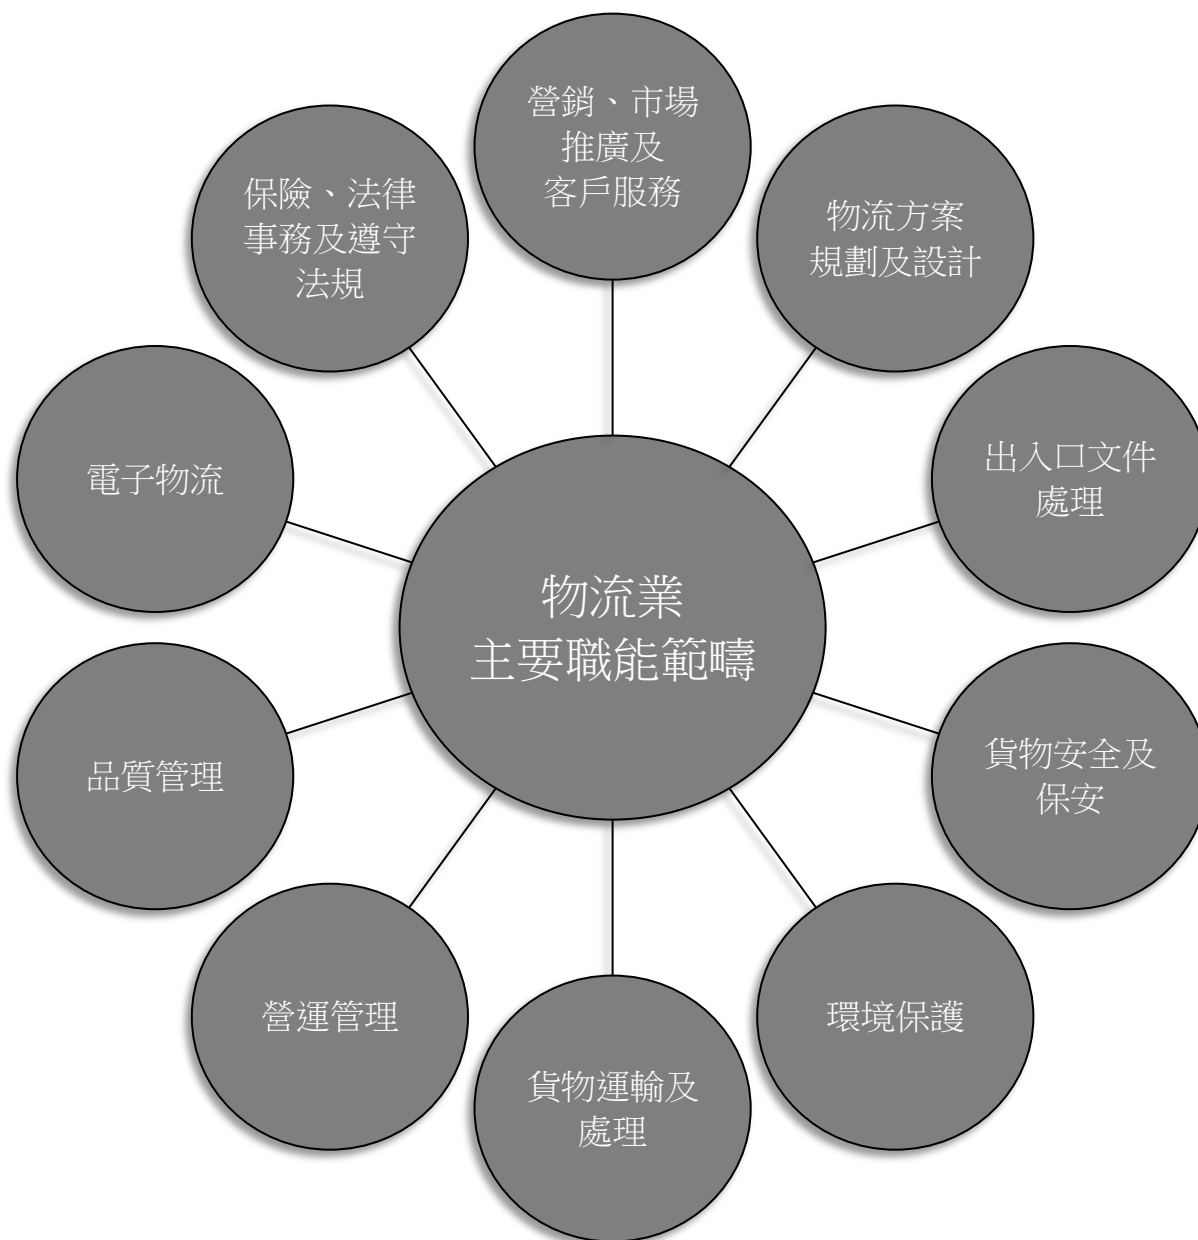 營銷、市場
推廣及
客戶服務
物流方案
規劃及設計
出入口文件
處理
貨物安全及
保安
環境保護
貨物運輸及
處理
營運管理
品質管理
電子物流
保險、法律
事務及遵守
法規
物流業
主要職能範疇